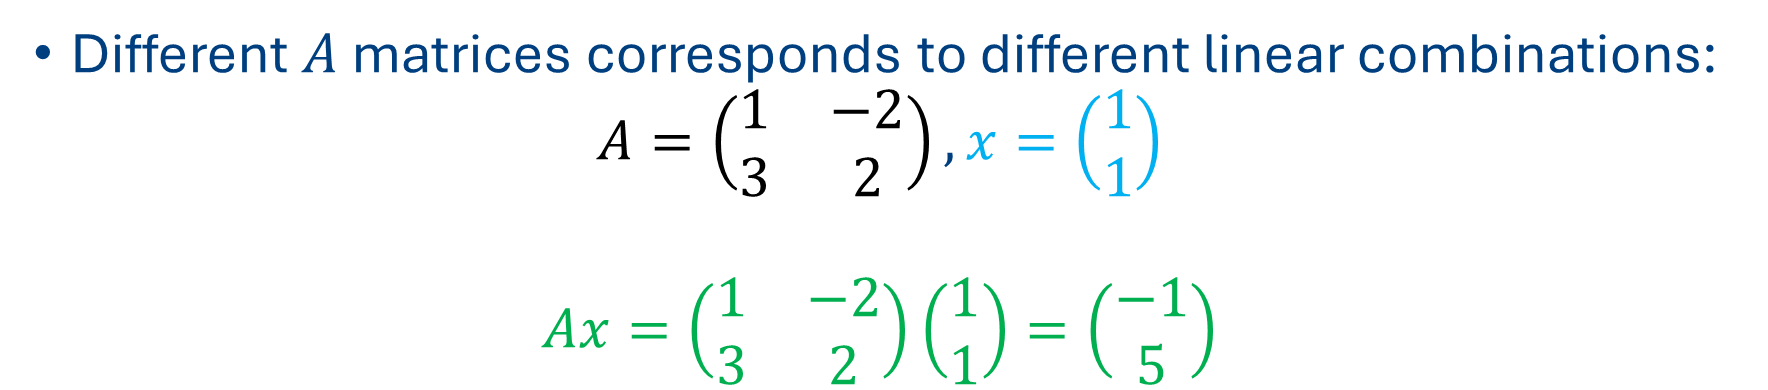 • Different A matrices corresponds to different linear combinations:
A = (1 −2; 3 2), x = (1; 1)
Ax = (1 −2; 3 2)(1; 1) = (−1; 5)